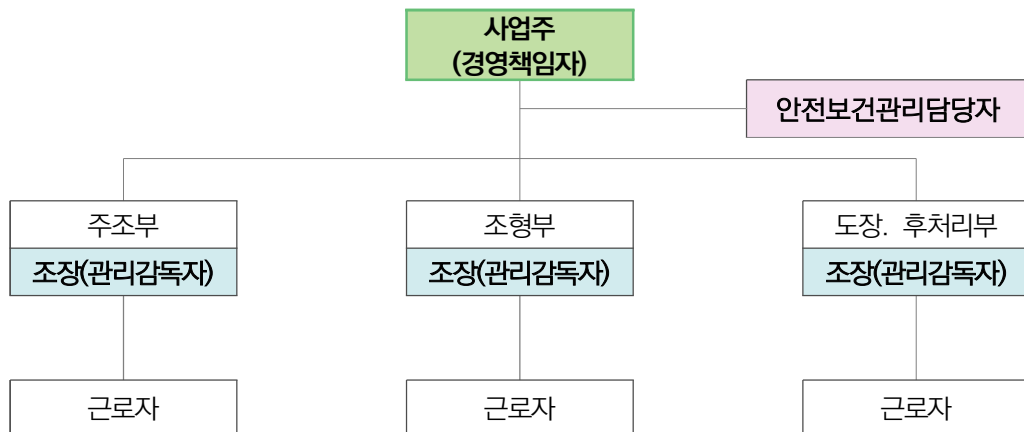 사업주
(경영책임자)
안전보건관리담당자
주조부
조형부
도장. 후처리부
조장(관리감독자)
조장(관리감독자)
조장(관리감독자)
근로자
근로자
근로자